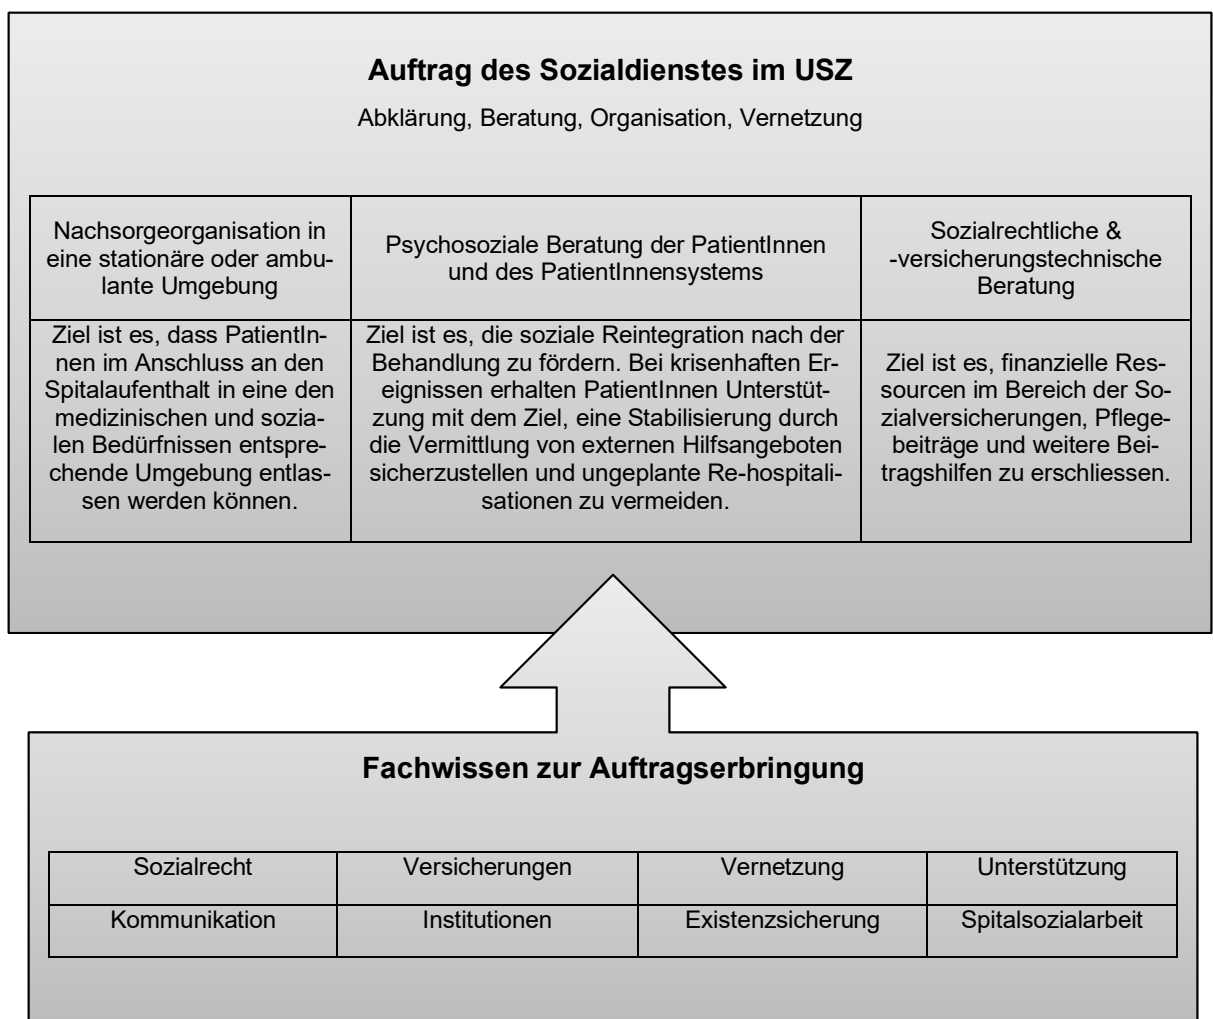 Auftrag des Sozialdienstes im USZ
Abklärung, Beratung, Organisation, Vernetzung
Nachsorgeorganisation in
eine stationäre oder ambu-
lante Umgebung
Psychosoziale Beratung der PatientInnen
und des PatientInnensystems
Sozialrechtliche &
-versicherungstechnische
Beratung
Ziel ist es, dass PatientIn-
nen im Anschluss an den
Spitalaufenthalt in eine den
medizinischen und sozia-
len Bedürfnissen entspre-
chende Umgebung entlas-
sen werden können.
Ziel ist es, die soziale Reintegration nach der
Behandlung zu fördern. Bei krisenhaften Er-
eignissen erhalten PatientInnen Unterstüt-
zung mit dem Ziel, eine Stabilisierung durch
die Vermittlung von externen Hilfsangeboten
sicherzustellen und ungeplante Re-hospitali-
sationen zu vermeiden.
Ziel ist es, finanzielle Res-
sourcen im Bereich der So-
zialversicherungen, Pflege-
beiträge und weitere Bei-
tragshilfen zu erschliessen.
Fachwissen zur Auftragserbringung
Sozialrecht
Versicherungen
Vernetzung
Unterstützung
Kommunikation
Institutionen
Existenzsicherung
Spitalsozialarbeit